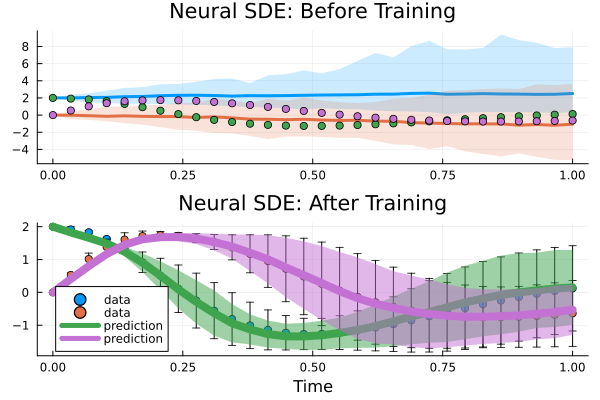 Neural SDE: Before Training
8
6
4
2
0
−2
−4
0.00 0.25 0.50 0.75 1.00
Neural SDE: After Training
2
1
0
−1
data
data
prediction
prediction
0.00 0.25 0.50 0.75 1.00
Time